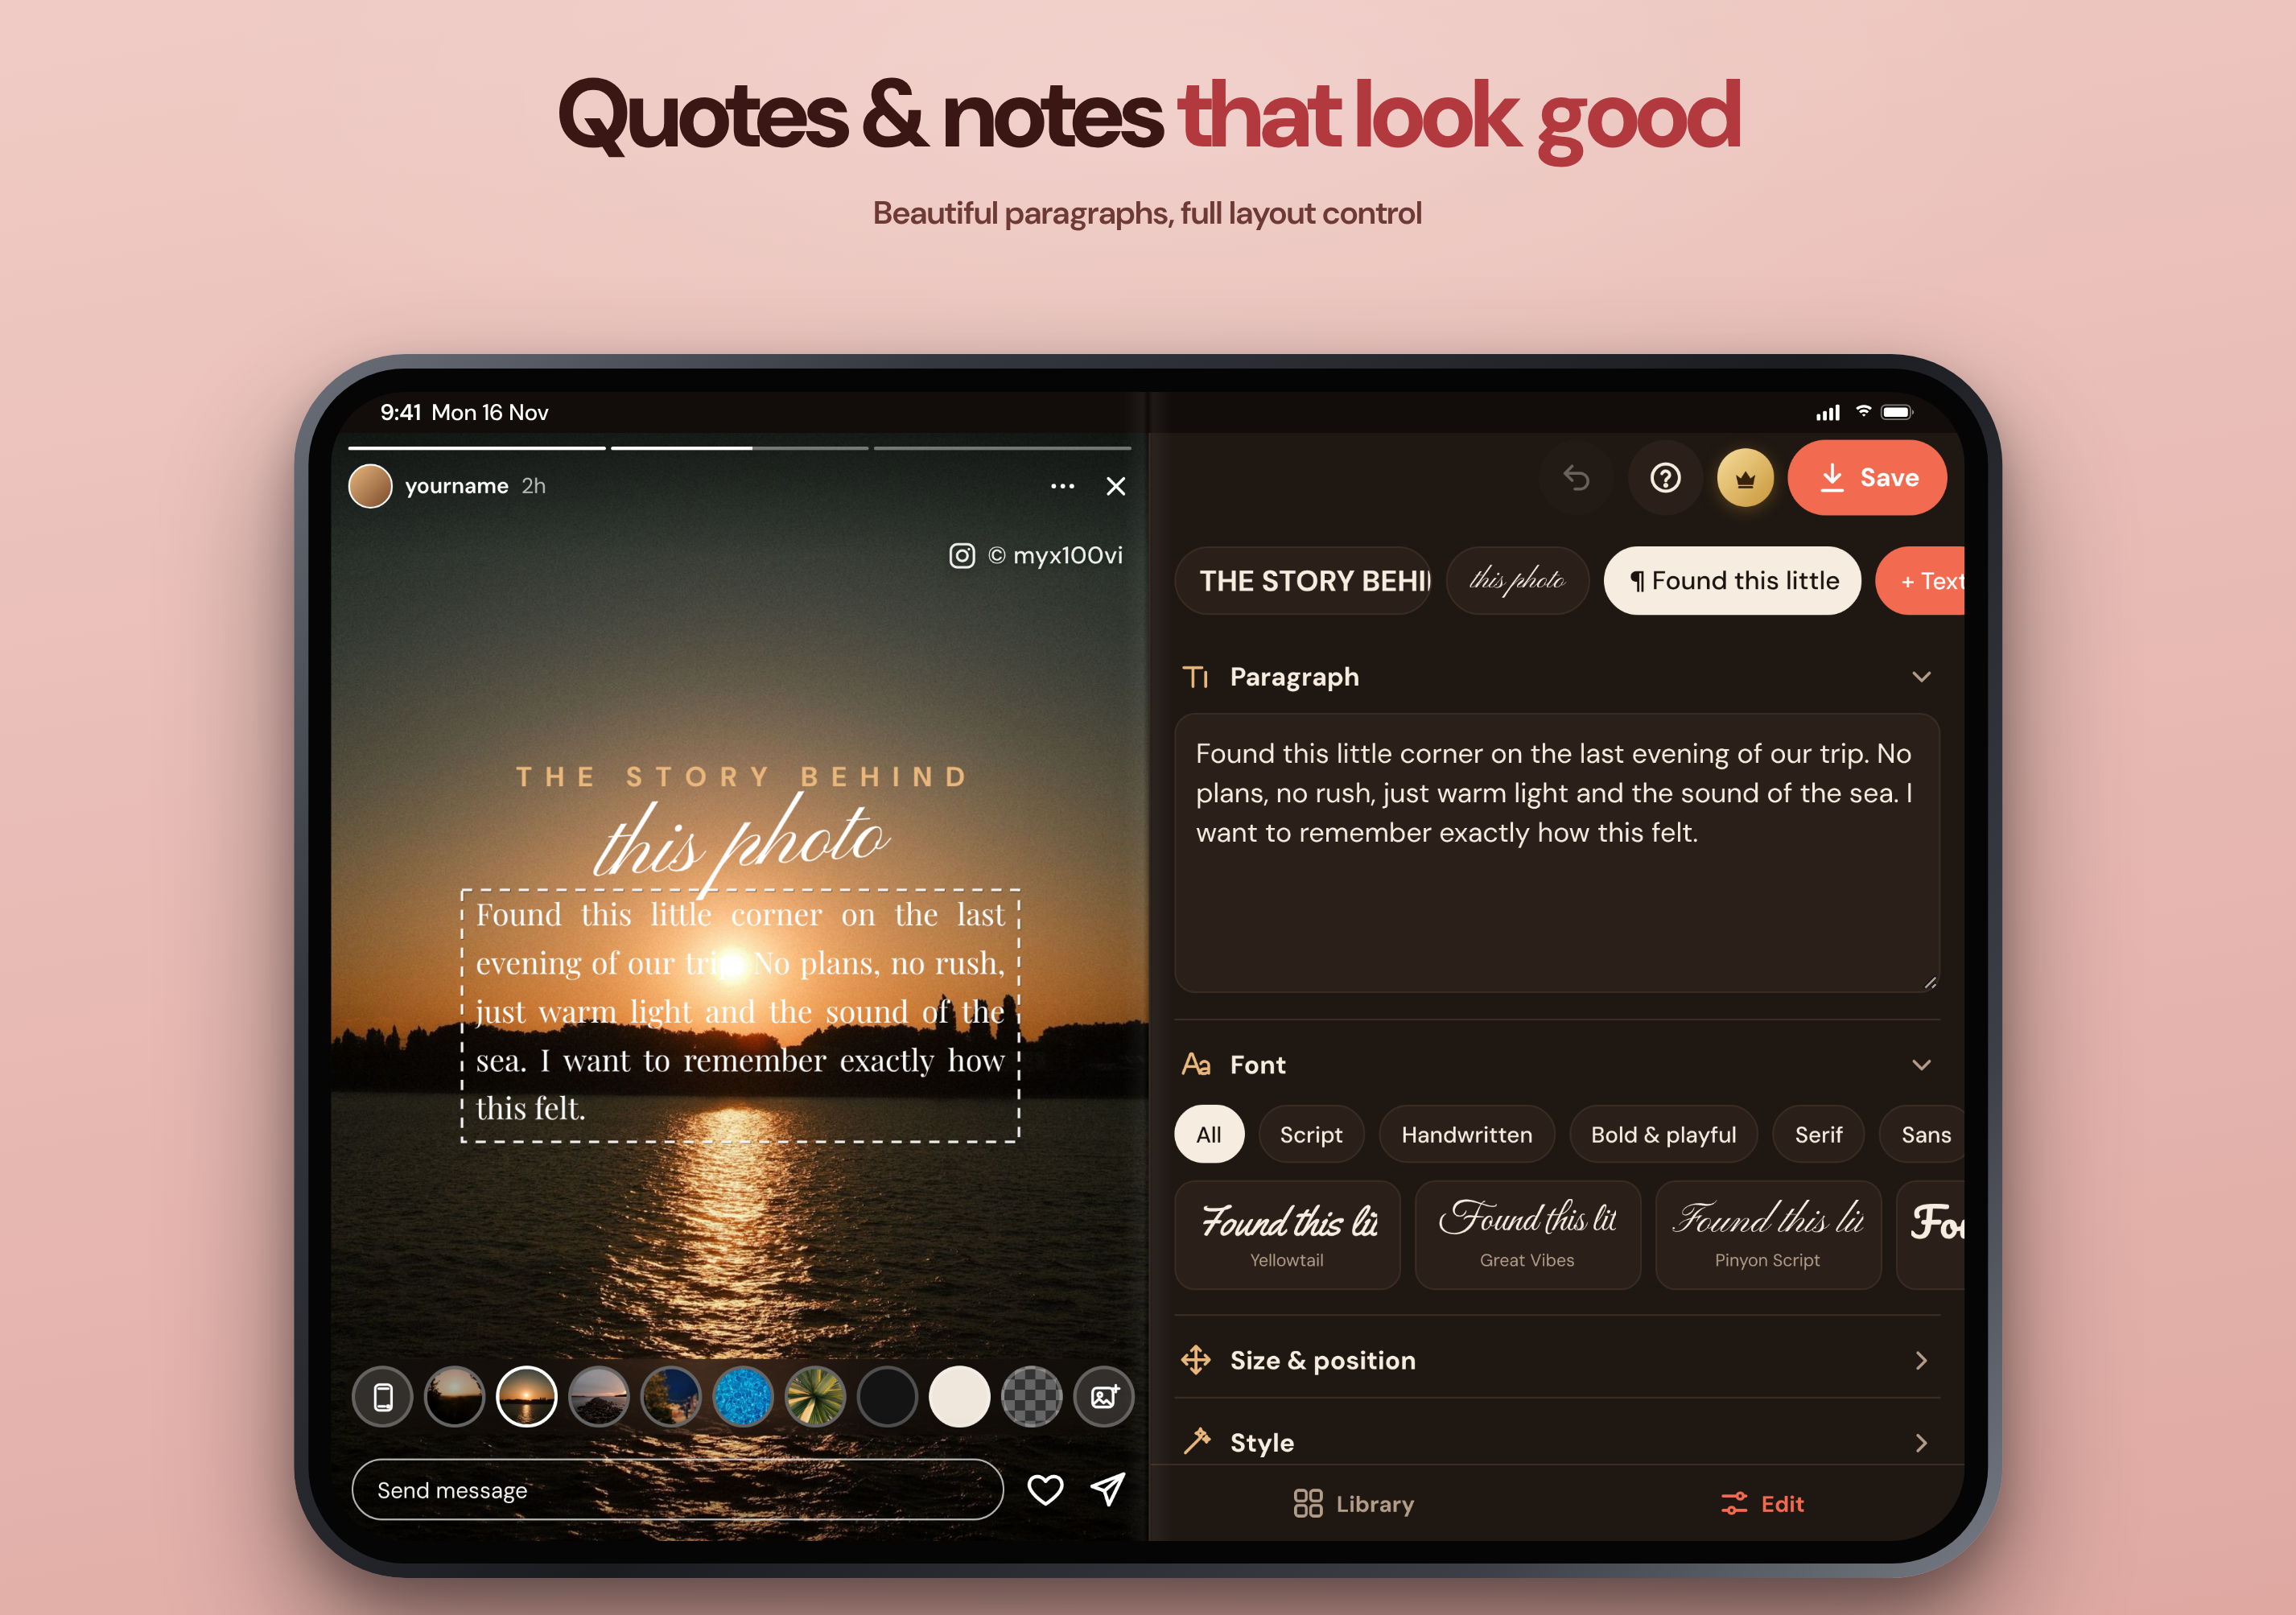 Quotes & notes that look good
Beautiful paragraphs, full layout control
9:41 Mon 16 Nov
yourname 2h
© myx100vi
THE STORY BEHIND
this photo
Found this little corner on the last
evening of our trip. No plans, no rush,
just warm light and the sound of the
sea. I want to remember exactly how
this felt.
Send message
Save
THE STORY BEHI
this photo
¶ Found this little
+ Text
Paragraph
Found this little corner on the last evening of our trip. No
plans, no rush, just warm light and the sound of the sea. I
want to remember exactly how this felt.
Aa Font
All Script Handwritten Bold & playful Serif Sans
Found this lit Found this lit Found this lit Fou
Yellowtail Great Vibes Pinyon Script
Size & position
Style
Library Edit